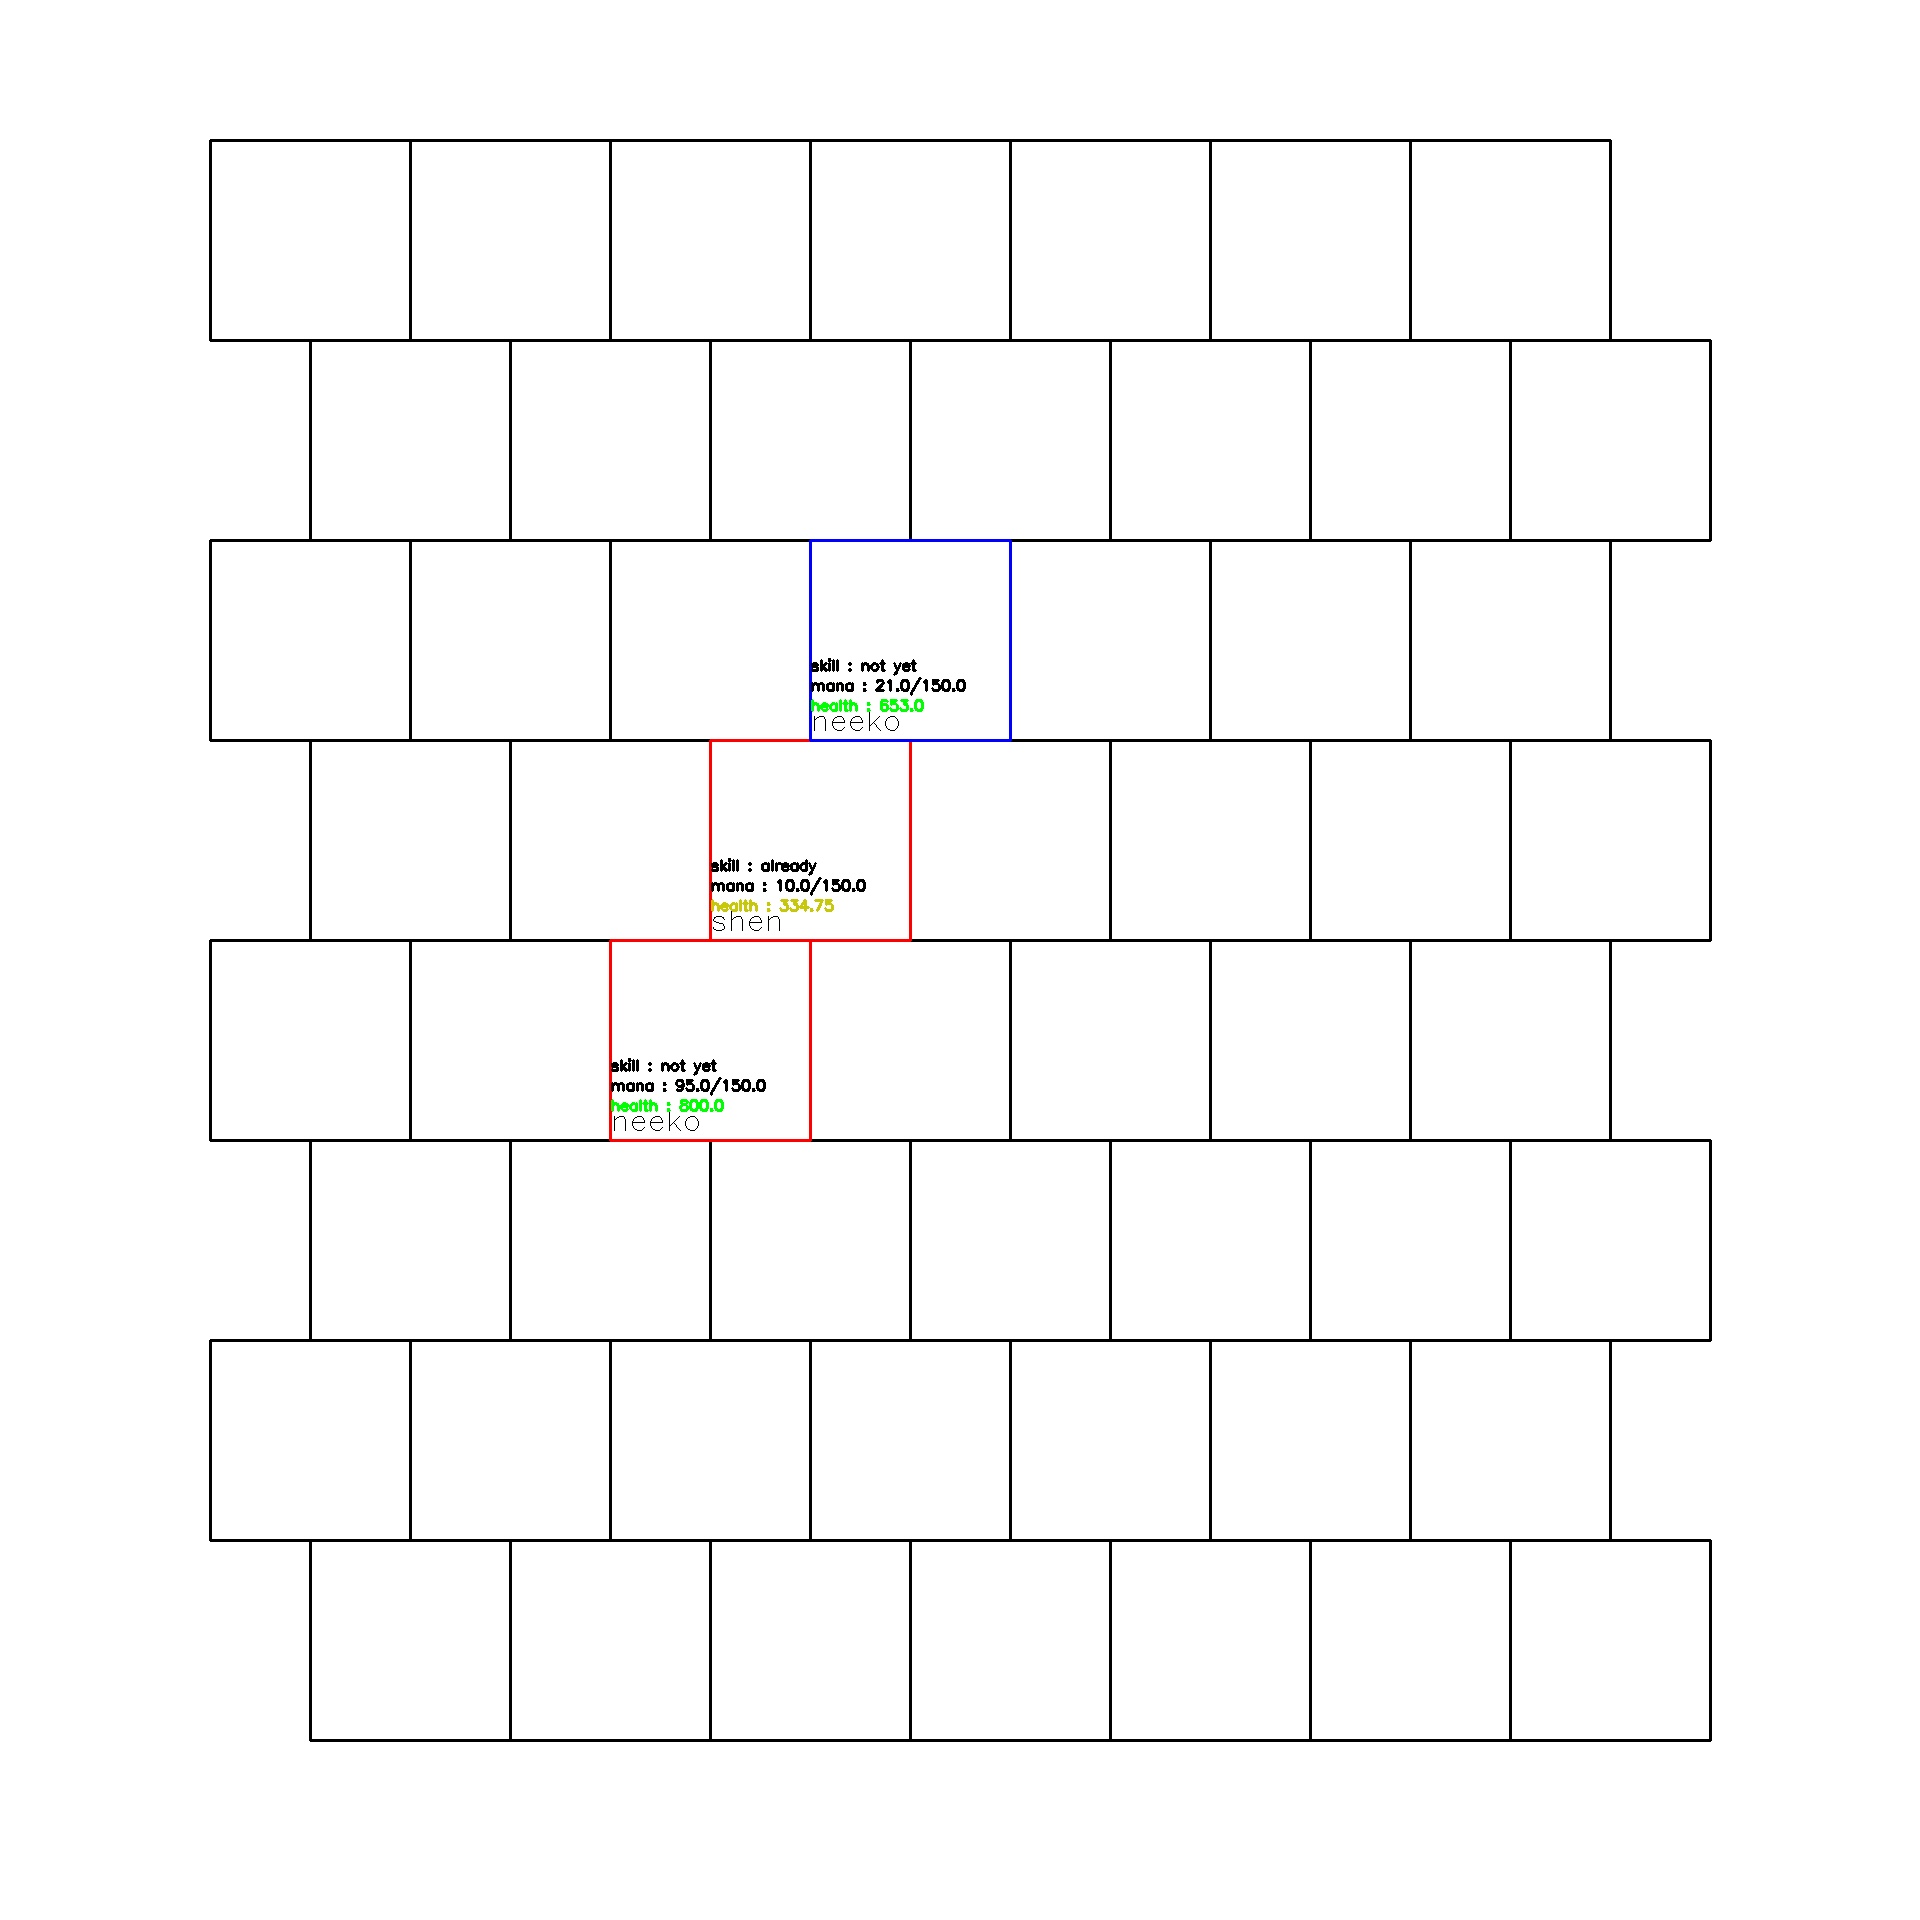 skill : not yet
mana : 21.0/150.0
health : 653.0
neeko
skill : already
mana : 10.0/150.0
health : 334.75
shen
skill : not yet
mana : 95.0/150.0
health : 800.0
neeko